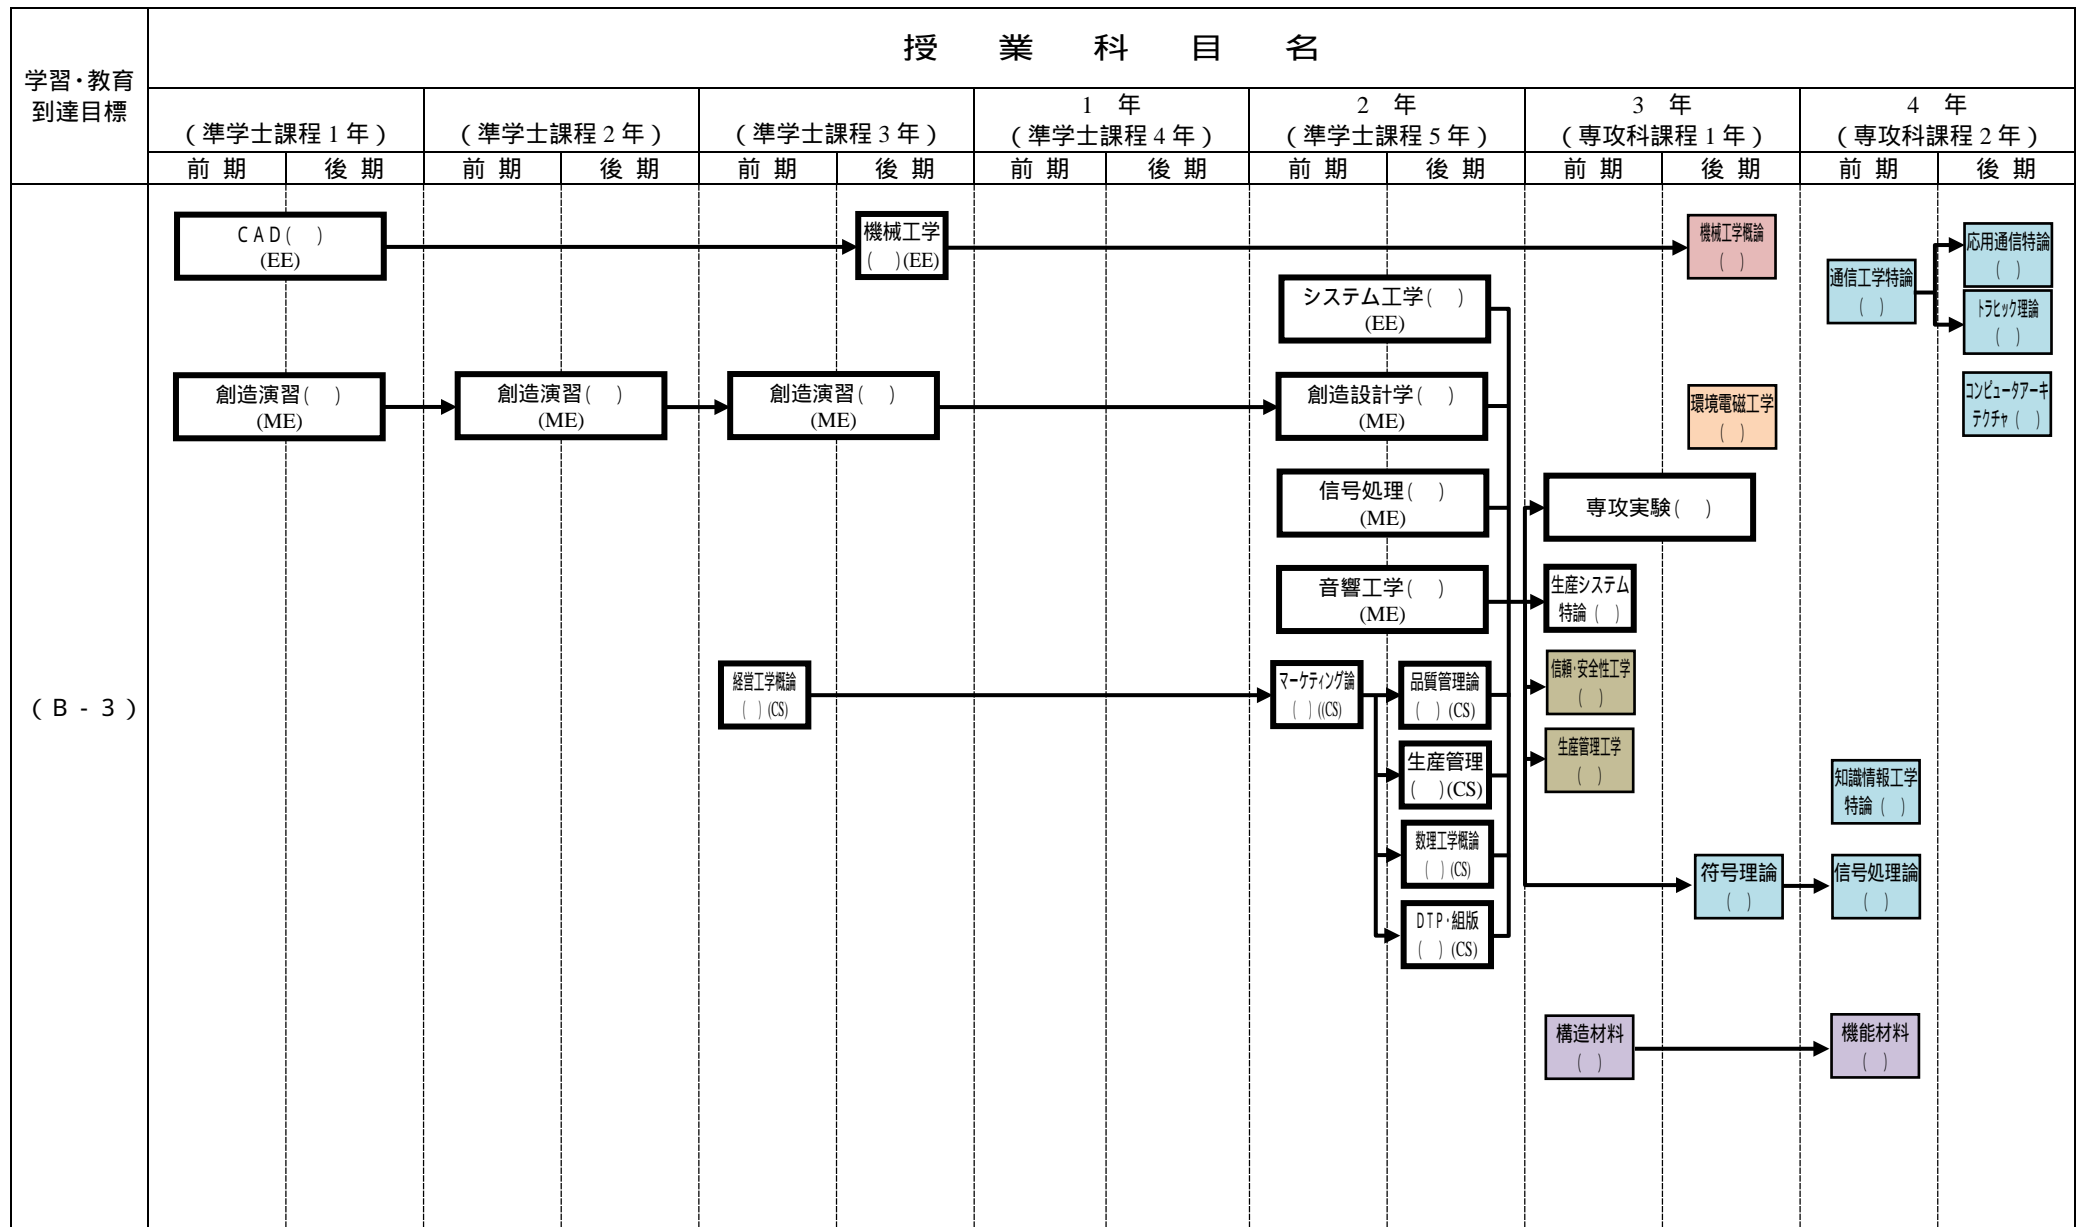 授 業 科 目 名
学習・教育
到達目標
1 年
2 年
3 年
4 年
(準学士課程1年)
(準学士課程2年)
(準学士課程3年)
(準学士課程4年)
(準学士課程5年)
(専攻科課程1年)
(専攻科課程2年)
前 期
後 期
前 期
後 期
前 期
後 期
前 期
後 期
前 期
後 期
前 期
後 期
前 期
後 期
(B-3)
CAD( )
(EE)
機械工学
( )(EE)
機械工学概論
( )
通信工学特論
( )
応用通信特論
( )
トラヒック理論
( )
システム工学( )
(EE)
創造演習( )
(ME)
創造演習( )
(ME)
創造演習( )
(ME)
創造設計学( )
(ME)
環境電磁工学
( )
コンピュータアーキ
テクチャ( )
信号処理( )
(ME)
専攻実験( )
音響工学( )
(ME)
生産システム
特論( )
経営工学概論
( )(CS)
マーケティング論
( )((CS)
品質管理論
( )(CS)
信頼・安全性工学
( )
生産管理
( )(CS)
生産管理工学
( )
知識情報工学
特論( )
数理工学概論
( )(CS)
符号理論
( )
信号処理論
( )
DTP・組版
( )(CS)
構造材料
( )
機能材料
( )